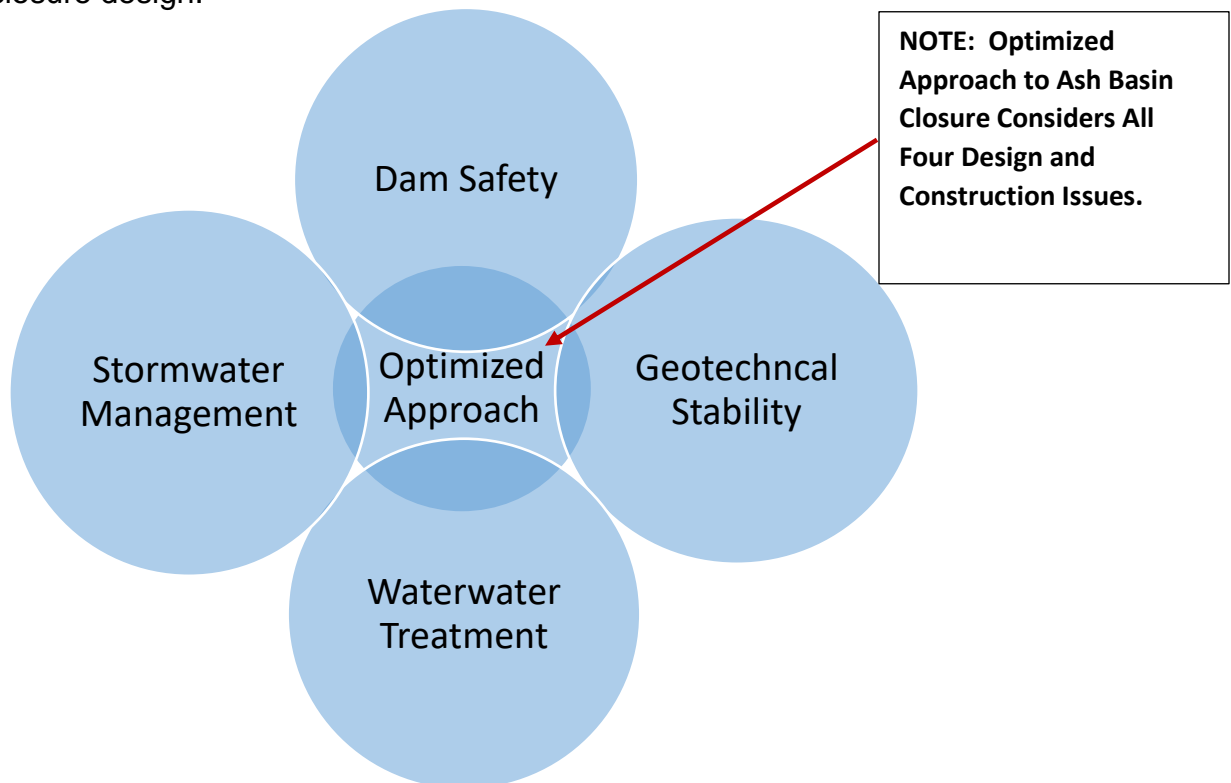 closure design.
NOTE: Optimized
Approach to Ash Basin
Closure Considers All
Four Design and
Construction Issues.
Dam Safety
Stormwater
Management
Optimized
Approach
Geotechncal
Stability
Waterwater
Treatment